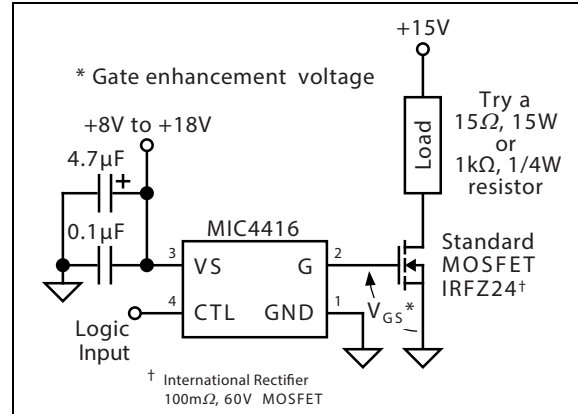 +15V
* Gate enhancement voltage
+8V to +18V
4.7µF
+
0.1µF
Load
Try a
15Ω, 15W
or
1kΩ, 1/4W
resistor
MIC4416
3
VS
G
2
4
CTL
GND
1
Logic
Input
VGS*
Standard
MOSFET
IRFZ24†
† International Rectifier
100mΩ, 60V MOSFET